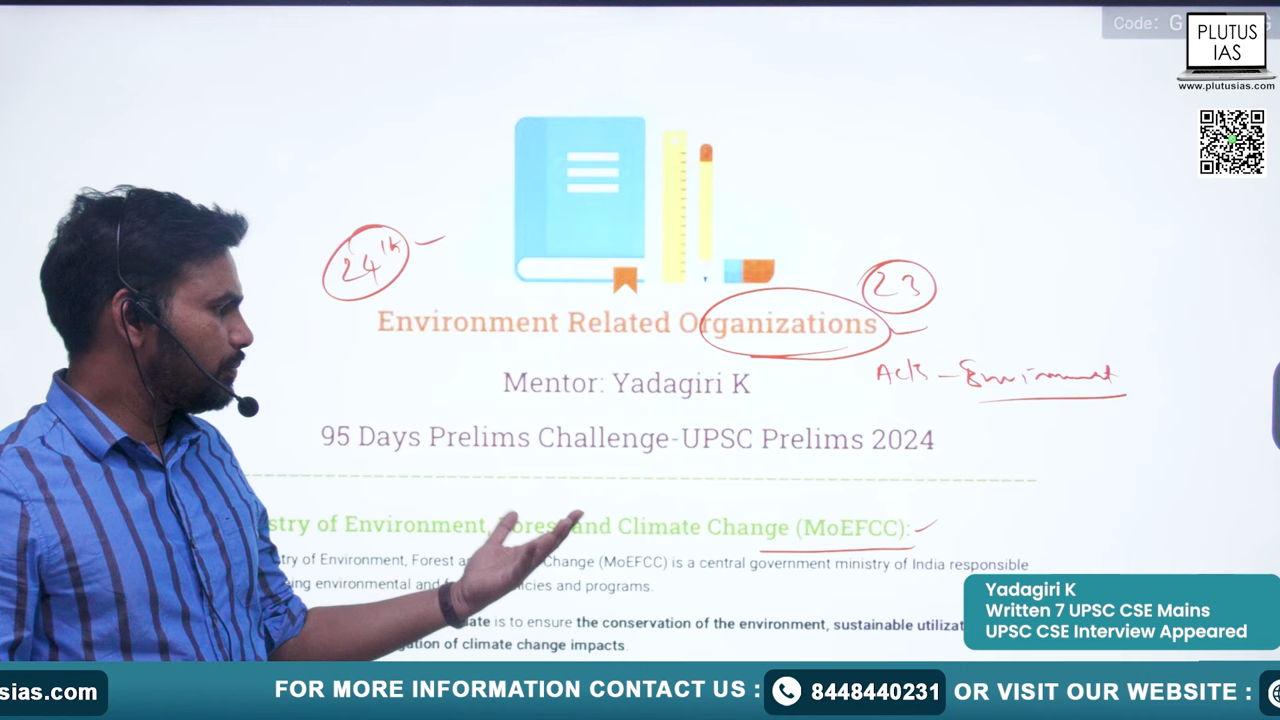 Code: G
PLUTUS
IAS
www.plutusias.com
24th
23
Environment Related Organizations
Acts - Environment
Mentor: Yadagiri K
95 Days Prelims Challenge-UPSC Prelims 2024
stry of Environment, Forest and Climate Change (MoEFCC):
try of Environment, Forest a Change (MoEFCC) is a central government ministry of India responsible
ing environmental and icies and programs.
ate is to ensure the conservation of the environment, sustainable utilizat
gation of climate change impacts.
Yadagiri K
Written 7 UPSC CSE Mains
UPSC CSE Interview Appeared
sias.com FOR MORE INFORMATION CONTACT US : 8448440231 OR VISIT OUR WEBSITE :